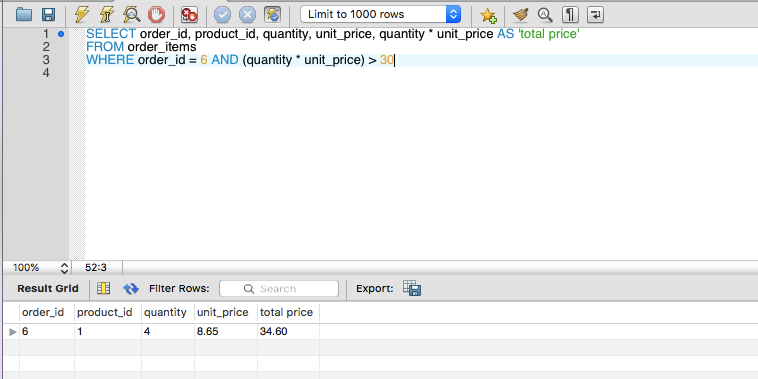 Limit to 1000 rows
1 SELECT order_id, product_id, quantity, unit_price, quantity * unit_price AS 'total price'
2 FROM order_items
3 WHERE order_id = 6 AND (quantity * unit_price) > 30
4
100% 52:3
Result Grid Filter Rows: Search Export:
order_id product_id quantity unit_price total price
6 1 4 8.65 34.60